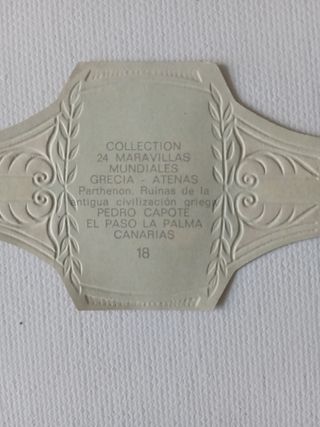 COLLECTION
24 MARAVILLAS
MUNDIALES
GRECIA - ATENAS
Parthenon. Ruinas de la
antigua civilización griega
PEDRO CAPOTE
EL PASO LA PALMA
CANARIAS
18